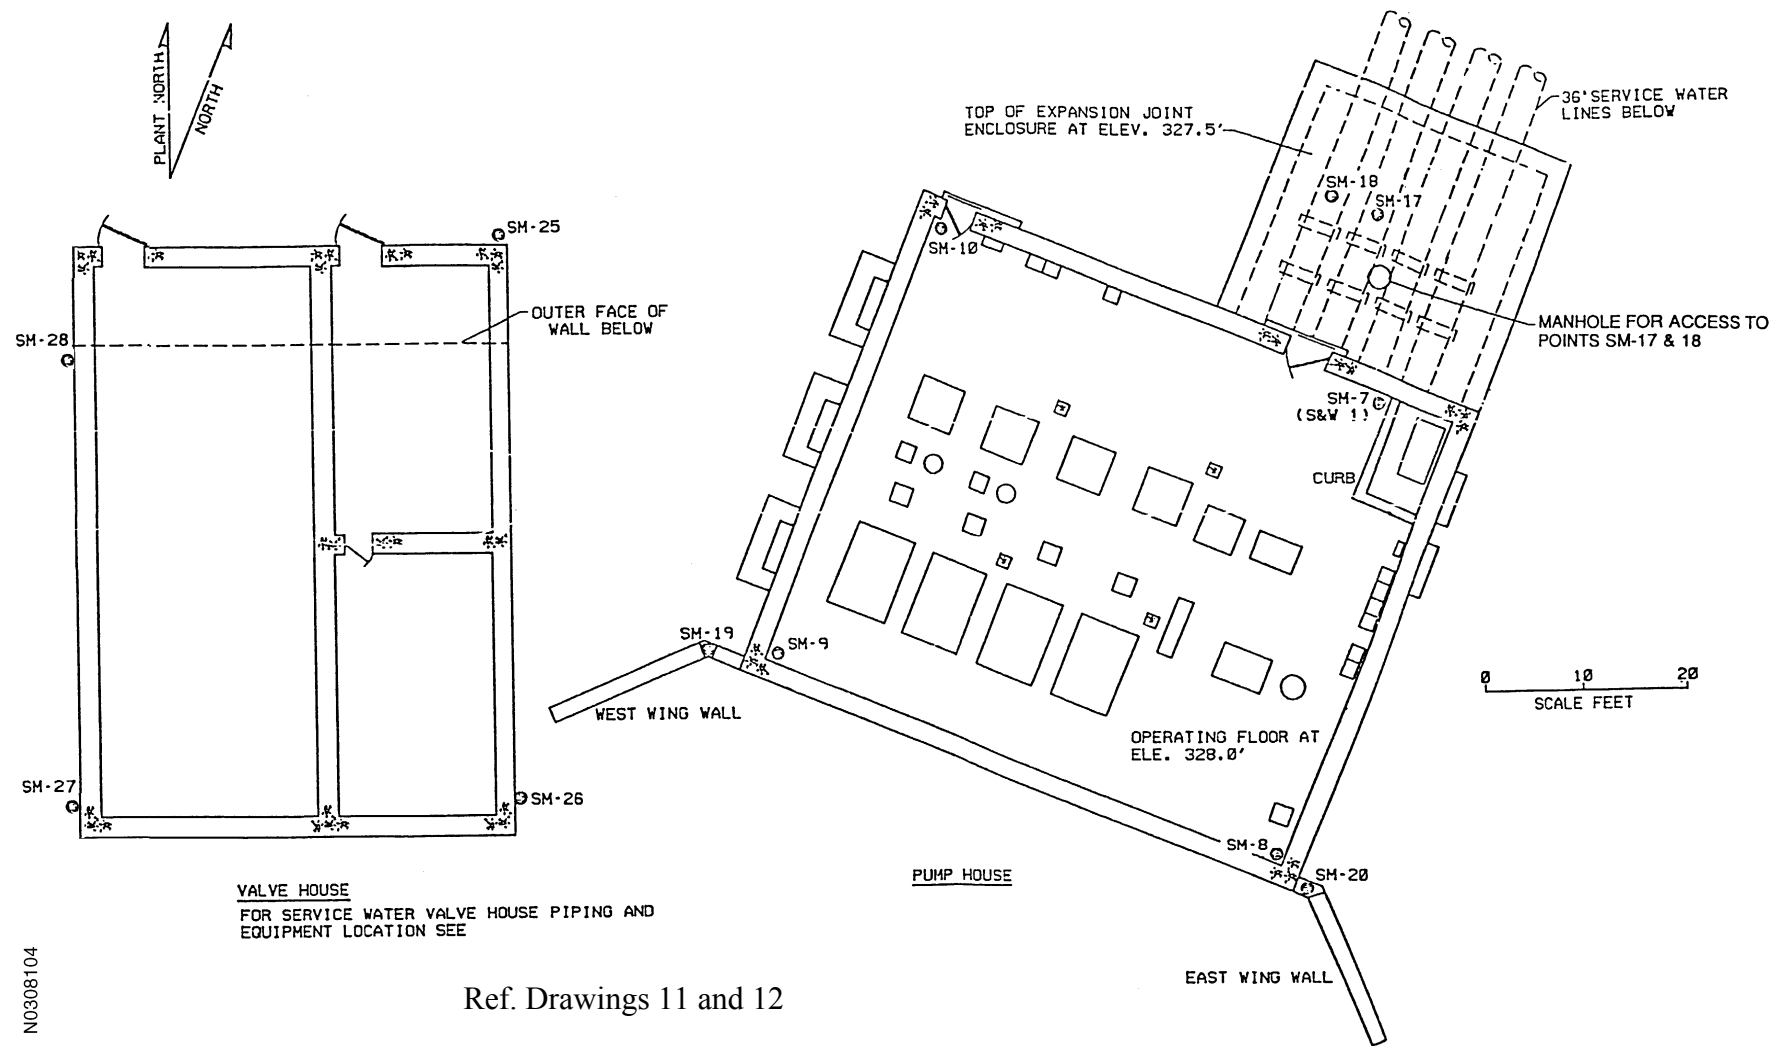 PLANT NORTH
NORTH
SM-25
OUTER FACE OF
WALL BELOW
SM-28
SM-27
SM-26
VALVE HOUSE
FOR SERVICE WATER VALVE HOUSE PIPING AND
EQUIPMENT LOCATION SEE
TOP OF EXPANSION JOINT
ENCLOSURE AT ELEV. 327.5'
36'SERVICE WATER
LINES BELOW
SM-18
SM-17
SM-10
MANHOLE FOR ACCESS TO
POINTS SM-17 & 18
SM-7
(S&W 1)
CURB
SM-19
SM-9
WEST WING WALL
OPERATING FLOOR AT
ELE. 328.0'
0 10 20
SCALE FEET
SM-8
SM-20
PUMP HOUSE
EAST WING WALL
N0308104
Ref. Drawings 11 and 12